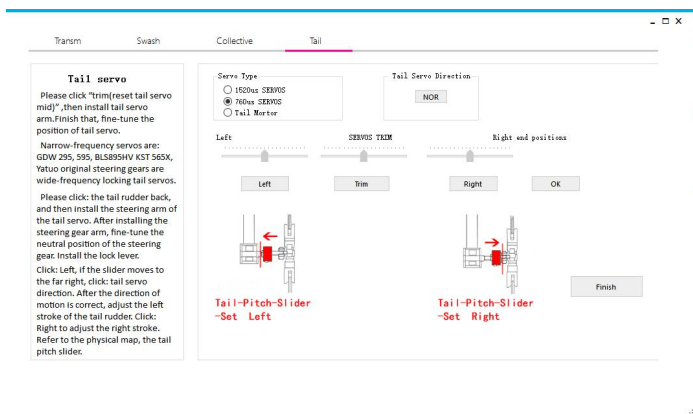 Transm Swash Collective Tail
Tail servo
Please click "trim(reset tail servo
mid)" ,then install tail servo
arm.Finish that, fine-tune the
position of tail servo.
Narrow-frequency servos are:
GDW 295, 595, BLS895HV KST 565X,
Yatuo original steering gears are
wide-frequency locking tail servos.
Please click: the tail rudder back,
and then install the steering arm of
the tail servo. After installing the
steering gear arm, fine-tune the
neutral position of the steering
gear. Install the lock lever.
Click: Left, if the slider moves to
the far right, click: tail servo
direction. After the direction of
motion is correct, adjust the left
stroke of the tail rudder. Click:
Right to adjust the right stroke.
Refer to the physical map, the tail
pitch slider.
Servo Type
1520us SERVOS
760us SERVOS
Tail Mortor
Tail Servo Direction
NOR
Left SERVOS TRIM Right end positions
Left Trim Right OK
Tail-Pitch-Slider
-Set Left
Tail-Pitch-Slider
-Set Right
Finish